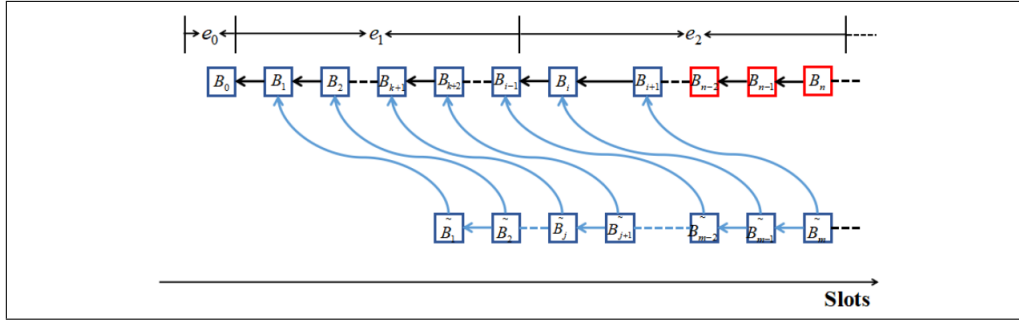 e₀ e₁ e₂
B₀ B₁ B₂ Bₖ₊₁ Bₖ₊₂ Bᵢ₋₁ Bᵢ Bᵢ₊₁ Bₙ₋₂ Bₙ₋₁ Bₙ
B̃₁ B̃₂ B̃ⱼ B̃ⱼ₊₁ B̃ₘ₋₂ B̃ₘ₋₁ B̃ₘ
Slots